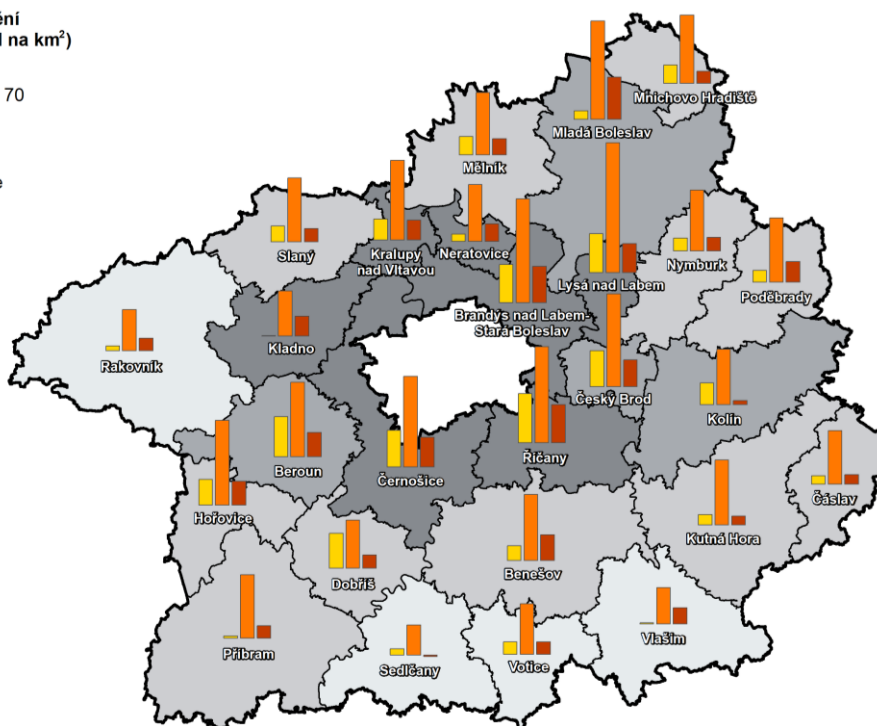 ění
l na km²)
70
e
Mnichovo Hradiště
Mladá Boleslav
Mělník
Slaný
Kralupy
nad Vltavou
Neratovice
Nymburk
Lysá nad Labem
Poděbrady
Brandýs nad Labem-
Stará Boleslav
Kladno
Rakovník
Český Brod
Kolín
Beroun
Říčany
Černošice
Čáslav
Hořovice
Kutná Hora
Benešov
Dobříš
Vlašim
Příbram
Votice
Sedlčany